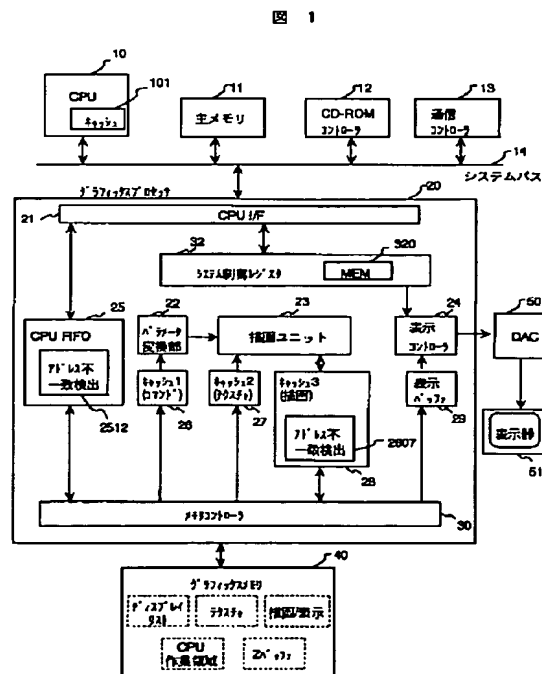 図 1
10
101
CPU
キャッシュ
11
主メモリ
12
CD-ROM
コントローラ
13
通信
コントローラ
14
システムバス
グラフィックスプロセッサ
20
21
CPU I/F
32
320
システム制御レジスタ
MEM
25
CPU FIFO
アドレス不
一致検出
2512
22
パラメータ
変換部
23
描画ユニット
24
表示
コントローラ
50
DAC
キャッシュ1
(コマンド)
26
キャッシュ2
(テクスチャ)
27
キャッシュ3
(描画)
アドレス不
一致検出
2807
28
表示
バッファ
29
表示器
51
メモリコントローラ
30
40
グラフィックスメモリ
ディスプレイ
リスト
テクスチャ
描画/表示
CPU
作業領域
Zバッファ